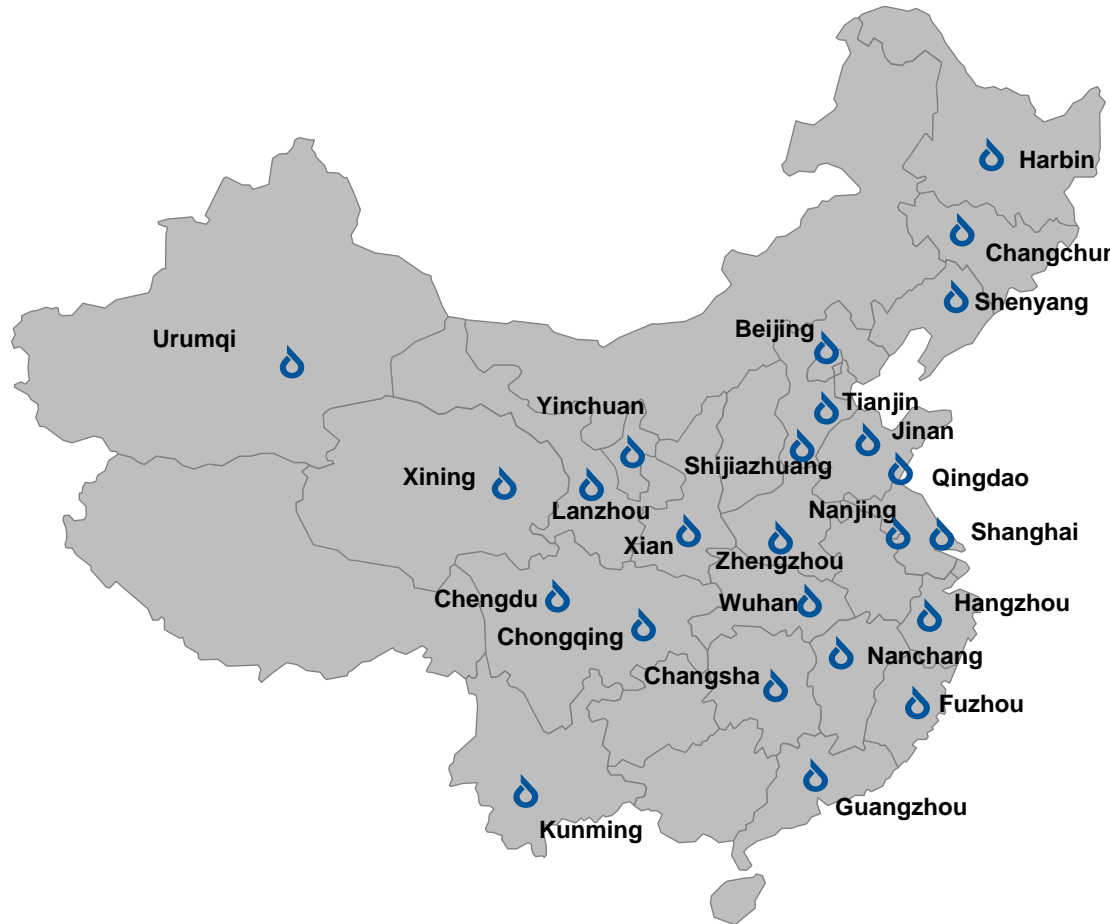 Harbin
Changchun
Shenyang
Urumqi
Beijing
Tianjin
Yinchuan
Jinan
Shijiazhuang
Xining
Qingdao
Lanzhou
Nanjing
Shanghai
Xian
Zhengzhou
Chengdu
Wuhan
Hangzhou
Chongqing
Nanchang
Changsha
Fuzhou
Guangzhou
Kunming